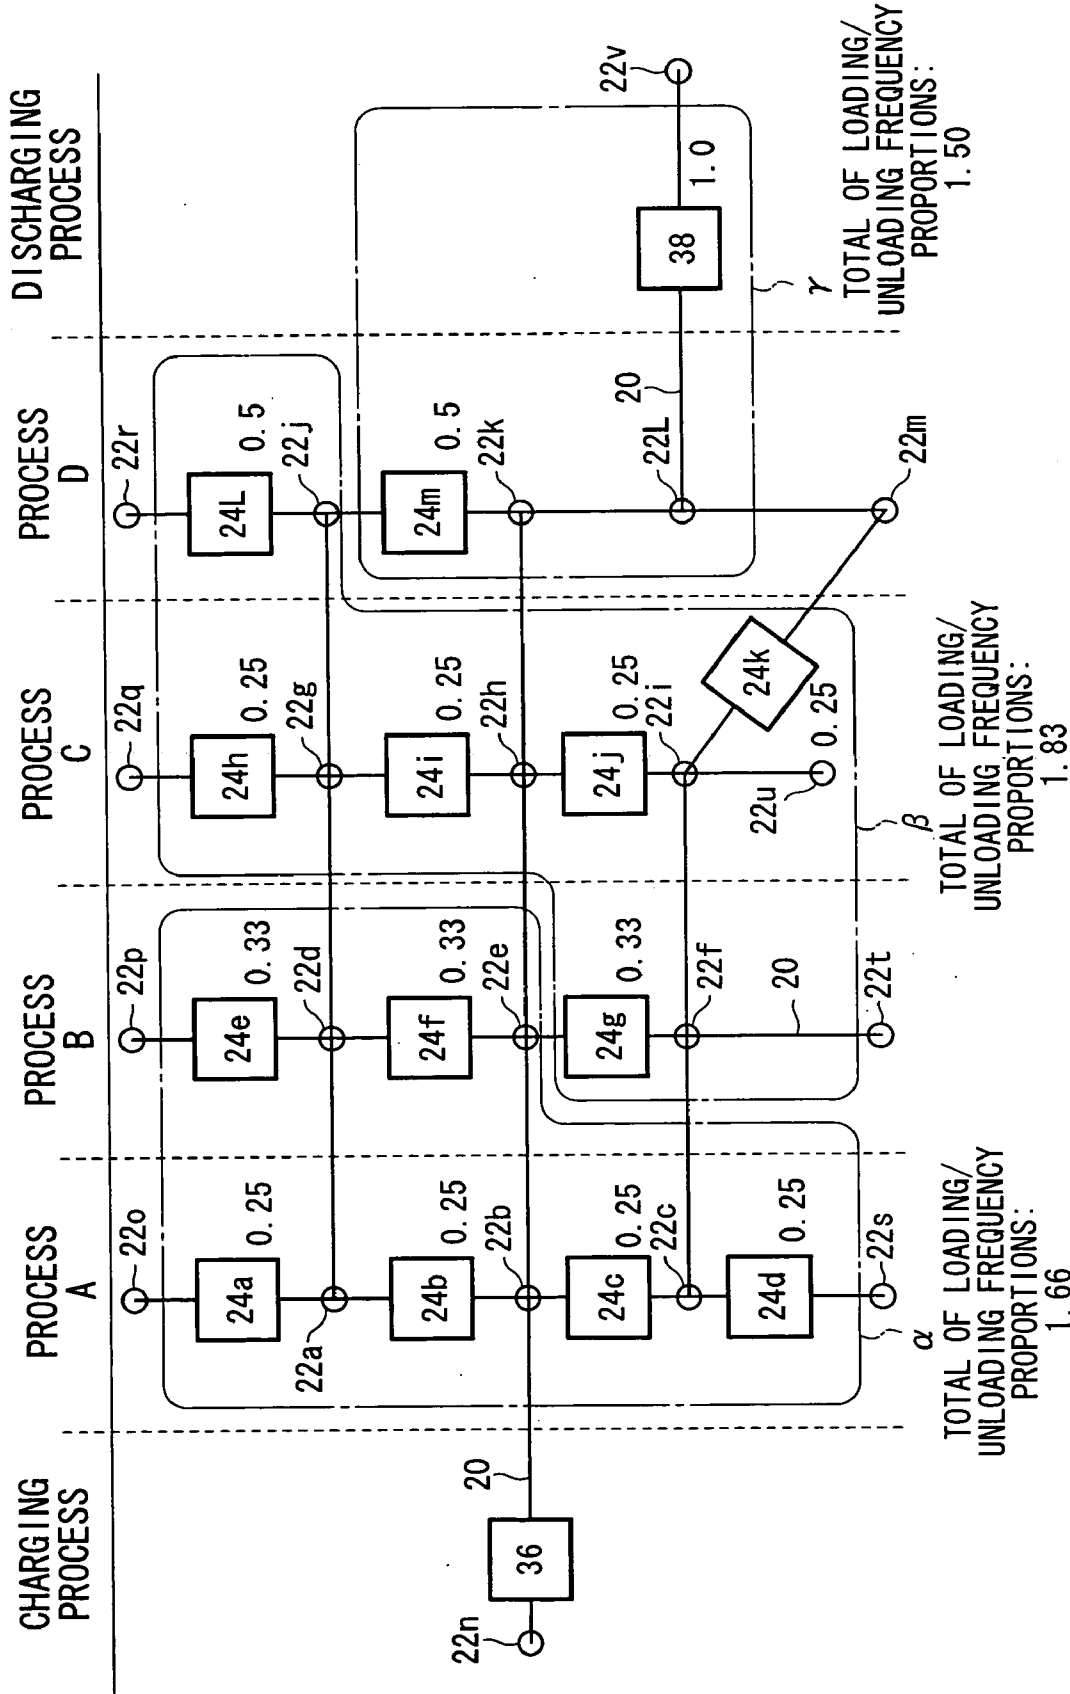 CHARGING
PROCESS
PROCESS
A
PROCESS
B
PROCESS
C
PROCESS
D
DISCHARGING
PROCESS
22o
22p
22q
22r
24a
0.25
24e
0.33
24h
0.25
24L
0.5
22a
22d
22g
22j
24b
0.25
24f
0.33
24i
0.25
24m
0.5
22n
36
20
22b
22e
22h
22k
24c
0.25
24g
0.33
24j
0.25
22c
22f
22i
22L
20
38
1.0
22v
24d
0.25
24k
0.25
22s
20
22t
22u
22m
α
TOTAL OF LOADING/
UNLOADING FREQUENCY
PROPORTIONS:
1.66
β
TOTAL OF LOADING/
UNLOADING FREQUENCY
PROPORTIONS:
1.83
γ
TOTAL OF LOADING/
UNLOADING FREQUENCY
PROPORTIONS:
1.50